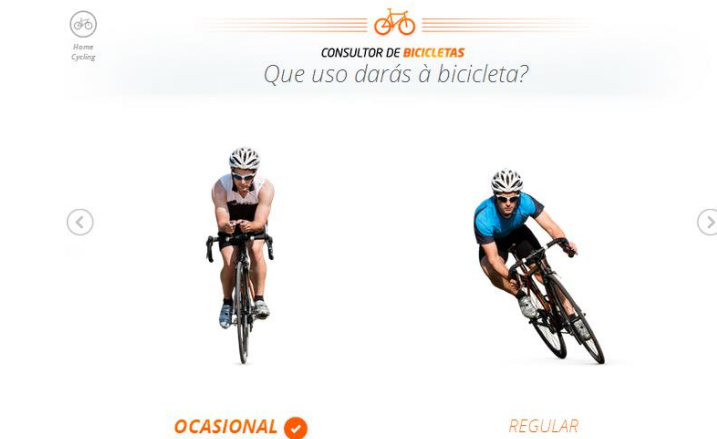 Home
Cycling
CONSULTOR DE BICICLETAS
Que uso darás à bicicleta?
OCASIONAL
REGULAR